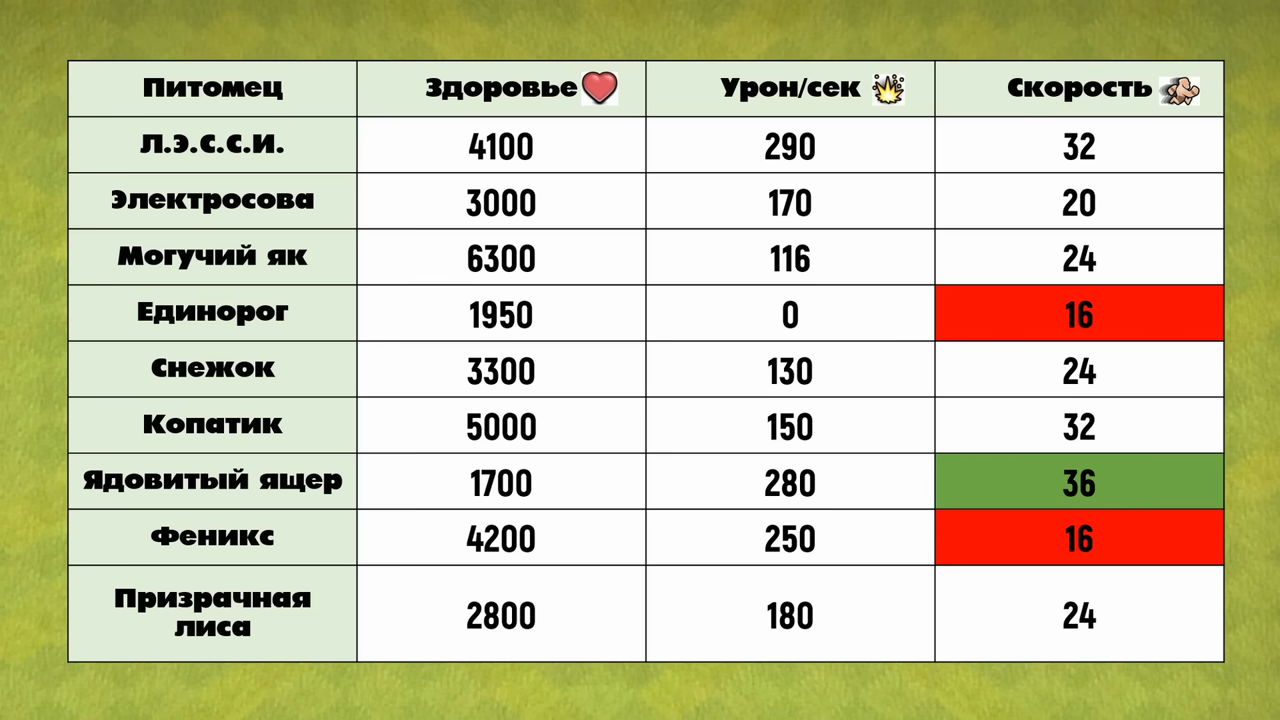 Питомец Здоровье Урон/сек Скорость
Л.Э.С.С.И. 4100 290 32
Электросова 3000 170 20
Могучий як 6300 116 24
Единорог 1950 0 16
Снежок 3300 130 24
Копатик 5000 150 32
Ядовитый ящер 1700 280 36
Феникс 4200 250 16
Призрачная
лиса 2800 180 24